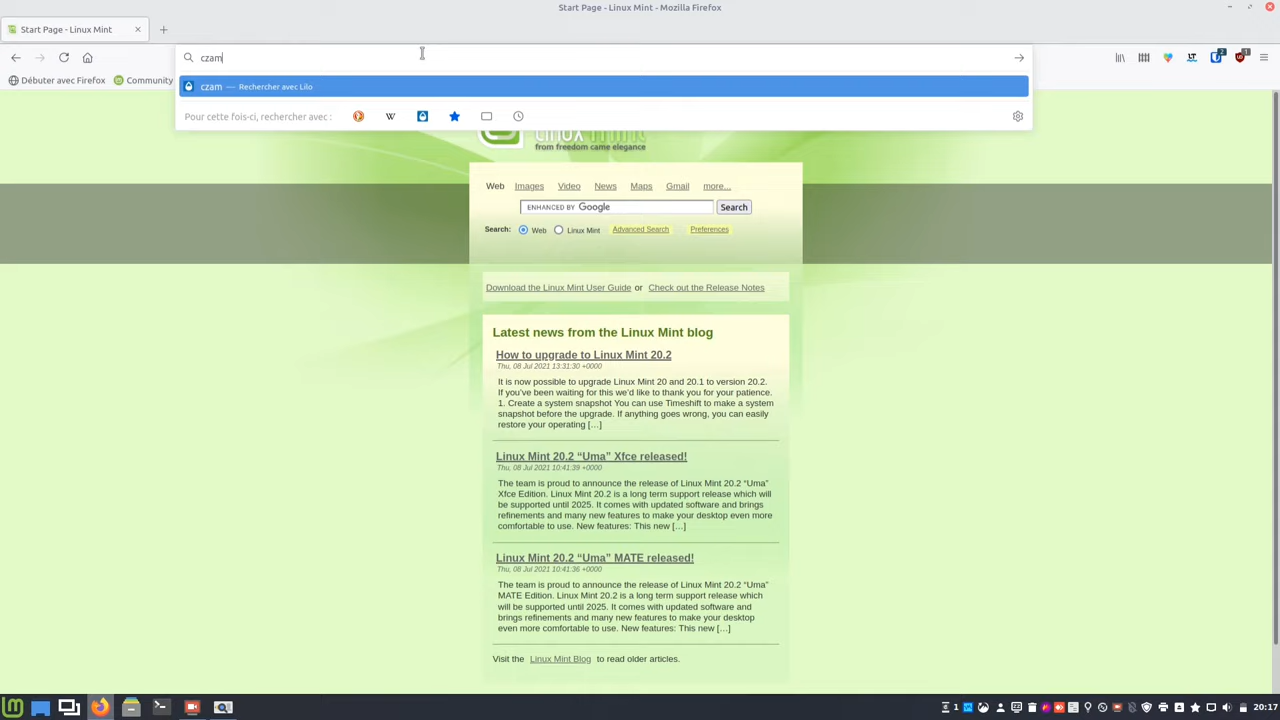 Start Page - Linux Mint - Mozilla Firefox
Start Page - Linux Mint
czam
2
1
Débuter avec Firefox
Community
czam — Rechercher avec Lilo
Pour cette fois-ci, rechercher avec :
W
from freedom came elegance
Web Images Video News Maps Gmail more...
ENHANCED BY Google Search
Search: Web Linux Mint Advanced Search Preferences
Download the Linux Mint User Guide or Check out the Release Notes
Latest news from the Linux Mint blog
How to upgrade to Linux Mint 20.2
Thu, 08 Jul 2021 13:31:30 +0000
It is now possible to upgrade Linux Mint 20 and 20.1 to version 20.2.
If you've been waiting for this we'd like to thank you for your patience.
1. Create a system snapshot You can use Timeshift to make a system
snapshot before the upgrade. If anything goes wrong, you can easily
restore your operating […]
Linux Mint 20.2 “Uma” Xfce released!
Thu, 08 Jul 2021 10:41:39 +0000
The team is proud to announce the release of Linux Mint 20.2 “Uma”
Xfce Edition. Linux Mint 20.2 is a long term support release which will
be supported until 2025. It comes with updated software and brings
refinements and many new features to make your desktop even more
comfortable to use. New features: This new […]
Linux Mint 20.2 “Uma” MATE released!
Thu, 08 Jul 2021 10:41:36 +0000
The team is proud to announce the release of Linux Mint 20.2 “Uma”
MATE Edition. Linux Mint 20.2 is a long term support release which
will be supported until 2025. It comes with updated software and
brings refinements and many new features to make your desktop
even more comfortable to use. New features: This new […]
Visit the Linux Mint Blog to read older articles.
1
20:17